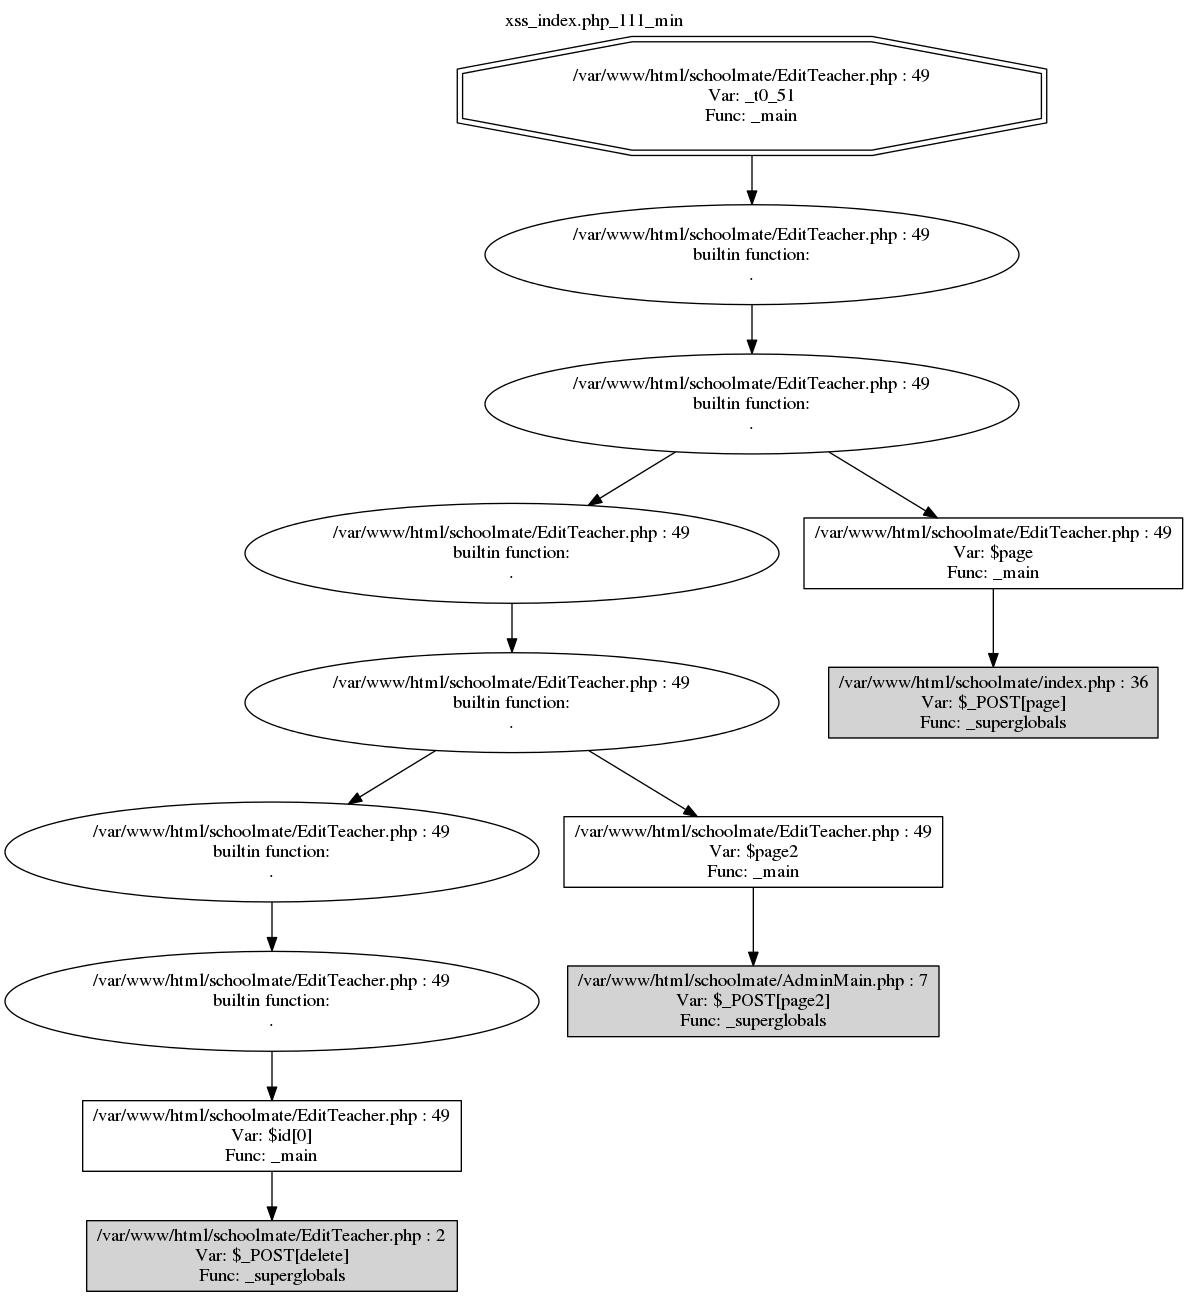 xss_index.php_111_min
/var/www/html/schoolmate/EditTeacher.php : 49
Var: _t0_51
Func: _main
/var/www/html/schoolmate/EditTeacher.php : 49
builtin function:
.
/var/www/html/schoolmate/EditTeacher.php : 49
builtin function:
.
/var/www/html/schoolmate/EditTeacher.php : 49
builtin function:
.
/var/www/html/schoolmate/EditTeacher.php : 49
Var: $page
Func: _main
/var/www/html/schoolmate/EditTeacher.php : 49
builtin function:
.
/var/www/html/schoolmate/index.php : 36
Var: $_POST[page]
Func: _superglobals
/var/www/html/schoolmate/EditTeacher.php : 49
builtin function:
.
/var/www/html/schoolmate/EditTeacher.php : 49
Var: $page2
Func: _main
/var/www/html/schoolmate/EditTeacher.php : 49
builtin function:
.
/var/www/html/schoolmate/AdminMain.php : 7
Var: $_POST[page2]
Func: _superglobals
/var/www/html/schoolmate/EditTeacher.php : 49
Var: $id[0]
Func: _main
/var/www/html/schoolmate/EditTeacher.php : 2
Var: $_POST[delete]
Func: _superglobals